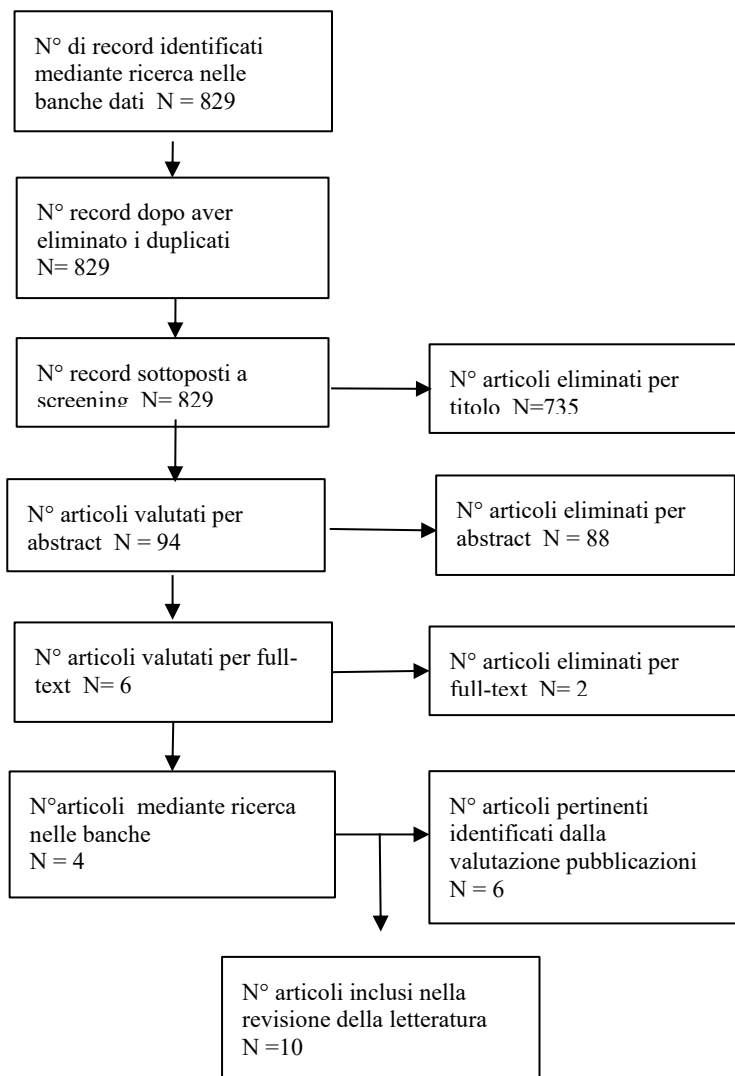 N° di record identificati
mediante ricerca nelle
banche dati N = 829
N° record dopo aver
eliminato i duplicati
N= 829
N° record sottoposti a
screening N= 829
N° articoli eliminati per
titolo N=735
N° articoli valutati per
abstract N = 94
N° articoli eliminati per
abstract N = 88
N° articoli valutati per full-
text N= 6
N° articoli eliminati per
full-text N= 2
N°articoli mediante ricerca
nelle banche
N = 4
N° articoli pertinenti
identificati dalla
valutazione pubblicazioni
N = 6
N° articoli inclusi nella
revisione della letteratura
N =10